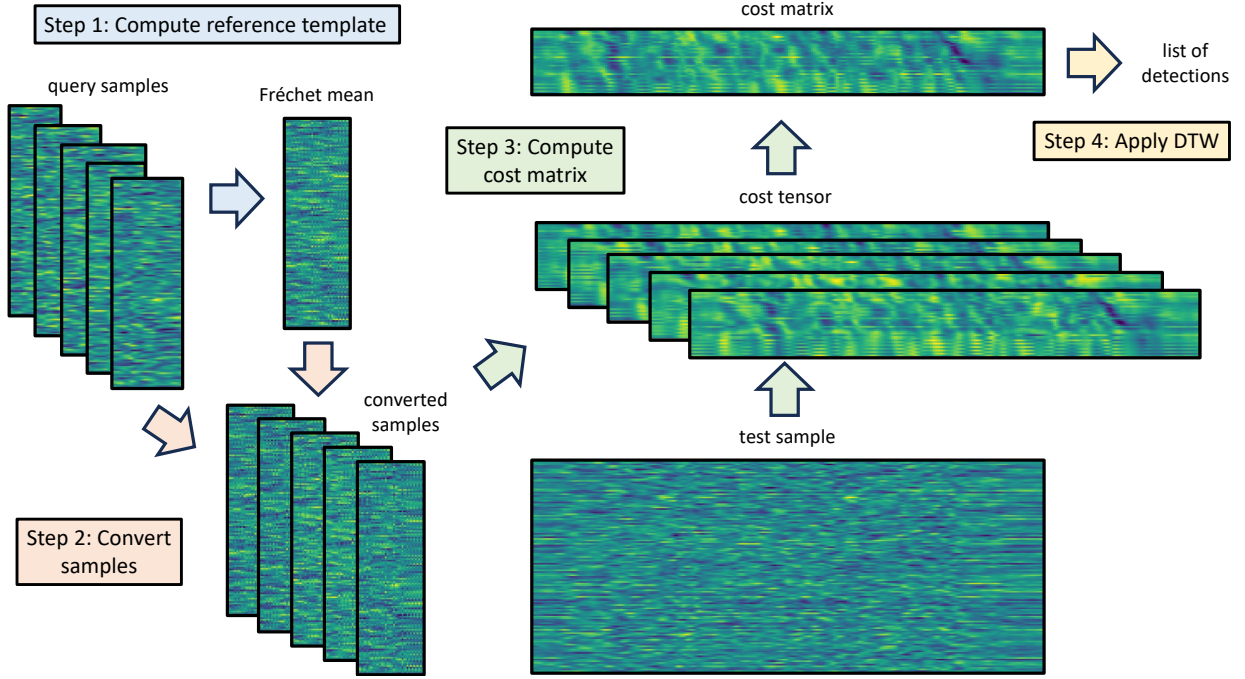 Step 1: Compute reference template
query samples
Fréchet mean
converted
samples
Step 2: Convert
samples
cost matrix
list of
detections
Step 3: Compute
cost matrix
Step 4: Apply DTW
cost tensor
test sample